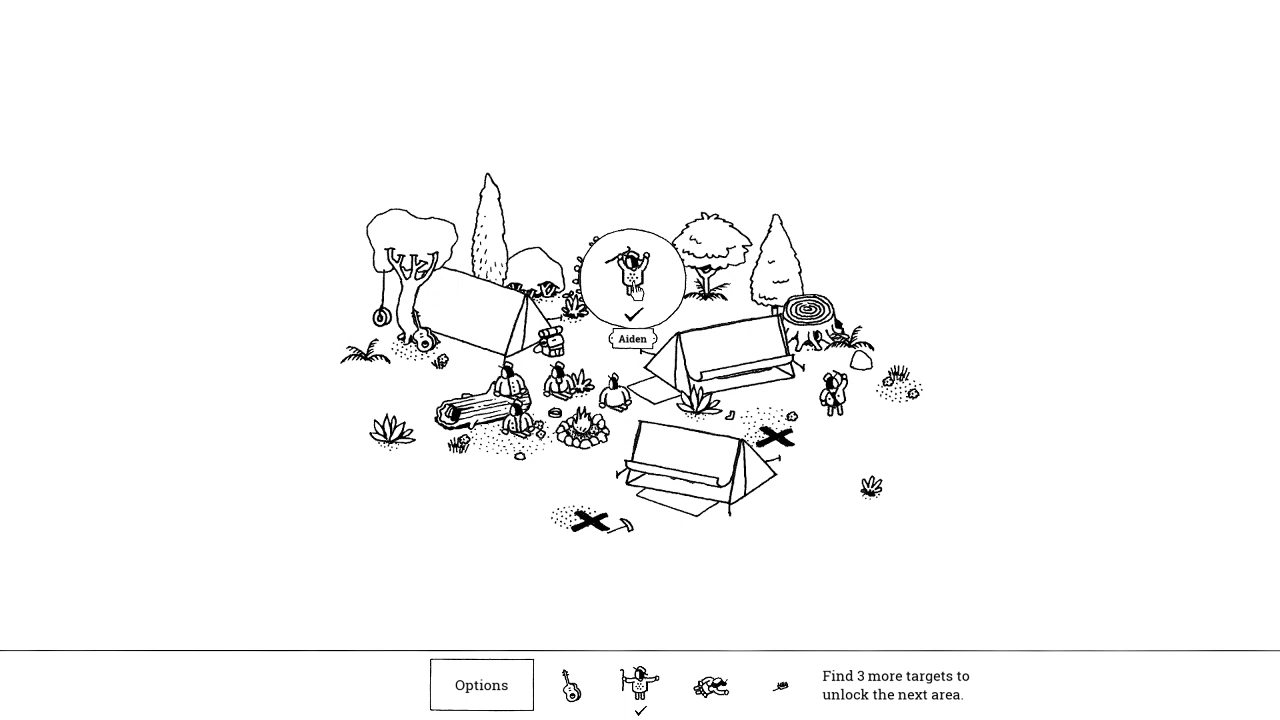 Aiden
Options
Find 3 more targets to
unlock the next area.